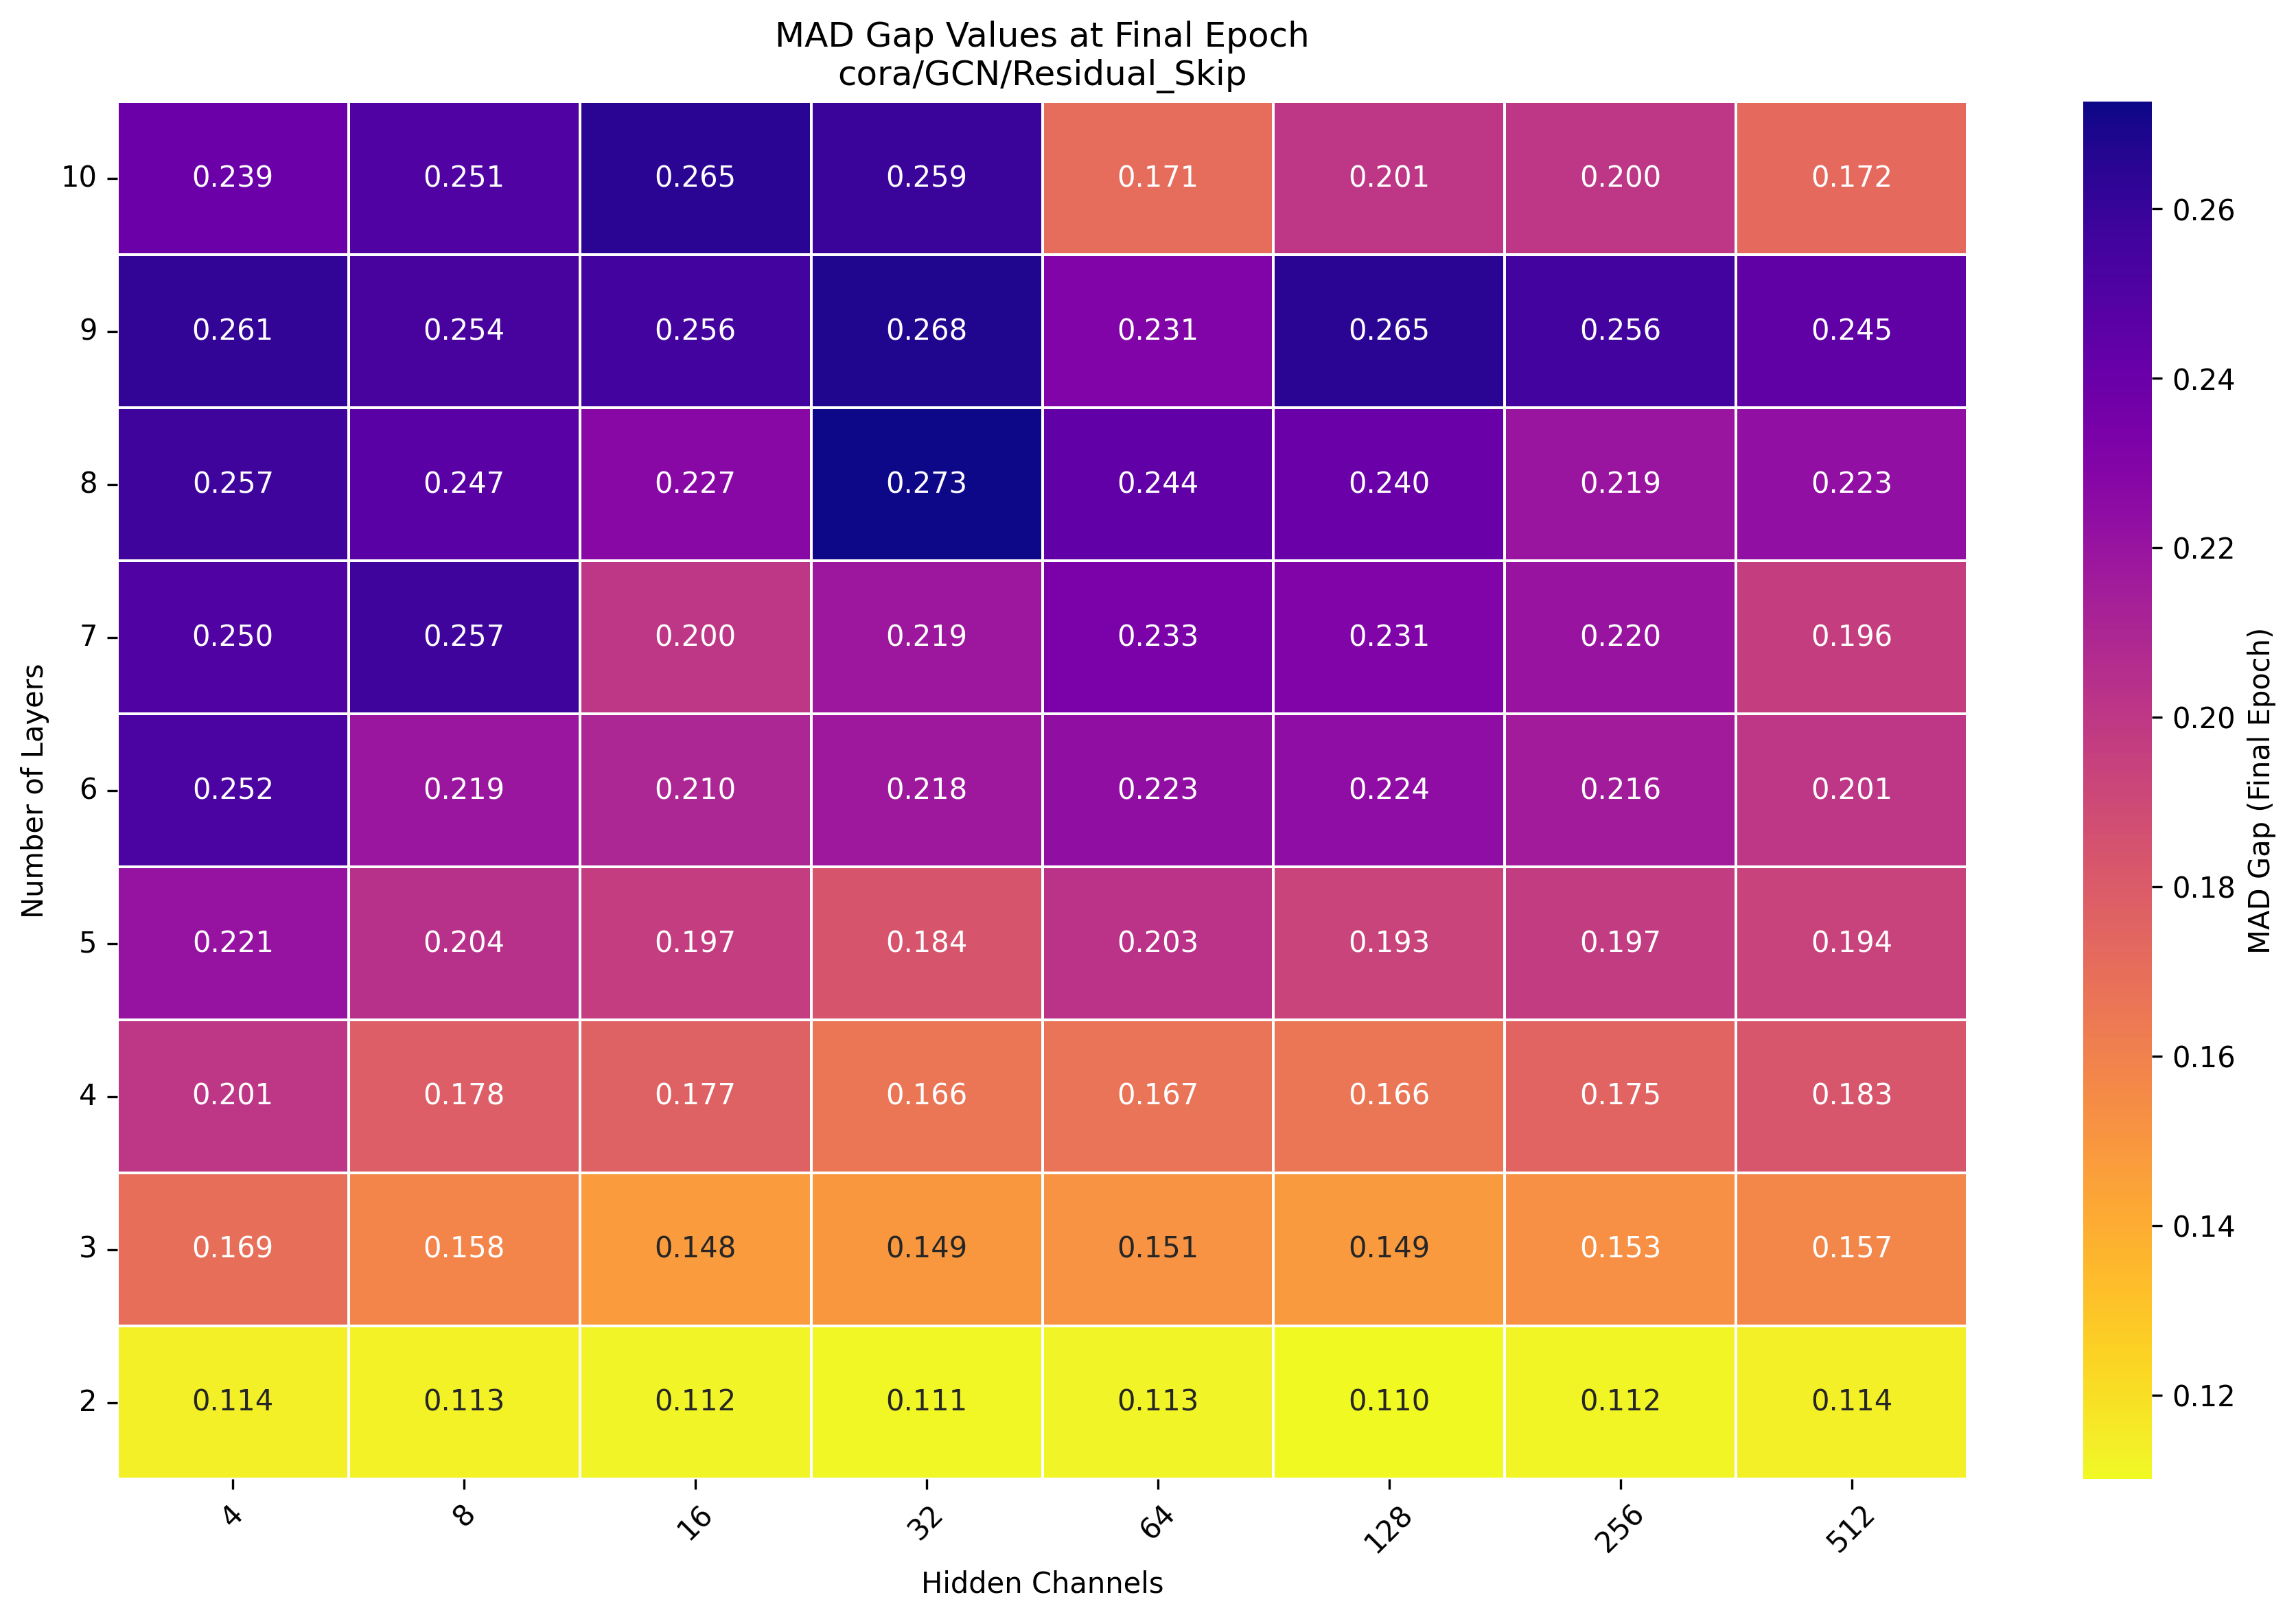 MAD Gap Values at Final Epoch
cora/GCN/Residual_Skip
Number of Layers
10 0.239 0.251 0.265 0.259 0.171 0.201 0.200 0.172
9 0.261 0.254 0.256 0.268 0.231 0.265 0.256 0.245
8 0.257 0.247 0.227 0.273 0.244 0.240 0.219 0.223
7 0.250 0.257 0.200 0.219 0.233 0.231 0.220 0.196
6 0.252 0.219 0.210 0.218 0.223 0.224 0.216 0.201
5 0.221 0.204 0.197 0.184 0.203 0.193 0.197 0.194
4 0.201 0.178 0.177 0.166 0.167 0.166 0.175 0.183
3 0.169 0.158 0.148 0.149 0.151 0.149 0.153 0.157
2 0.114 0.113 0.112 0.111 0.113 0.110 0.112 0.114
4 8 16 32 64 128 256 512
Hidden Channels
0.26
0.24
0.22
0.20
0.18
0.16
0.14
0.12
MAD Gap (Final Epoch)